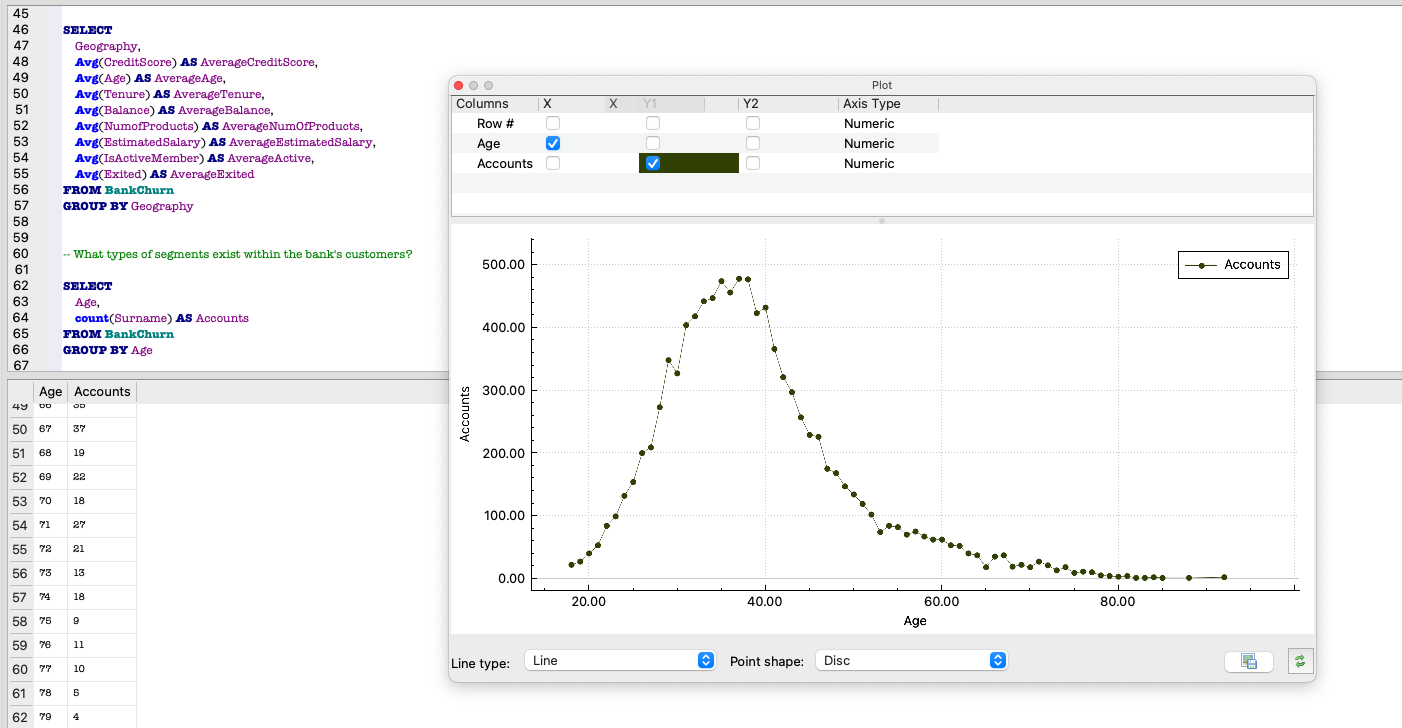 45
46 SELECT
47 Geography,
48 Avg(CreditScore) AS AverageCreditScore,
49 Avg(Age) AS AverageAge,
50 Avg(Tenure) AS AverageTenure,
51 Avg(Balance) AS AverageBalance,
52 Avg(NumofProducts) AS AverageNumOfProducts,
53 Avg(EstimatedSalary) AS AverageEstimatedSalary,
54 Avg(IsActiveMember) AS AverageActive,
55 Avg(Exited) AS AverageExited
56 FROM BankChurn
57 GROUP BY Geography
58
59
60 -- What types of segments exist within the bank's customers?
61
62 SELECT
63 Age,
64 count(Surname) AS Accounts
65 FROM BankChurn
66 GROUP BY Age
67
Age Accounts
49 66 35
50 67 37
51 68 19
52 69 22
53 70 18
54 71 27
55 72 21
56 73 13
57 74 18
58 75 9
59 76 11
60 77 10
61 78 5
62 79 4
Plot
Columns X X Y1 Y2 Axis Type
Row # Numeric
Age Numeric
Accounts Numeric
Accounts
500.00
400.00
300.00
200.00
100.00
0.00
Accounts
20.00 40.00 60.00 80.00
Age
Line type: Line Point shape: Disc